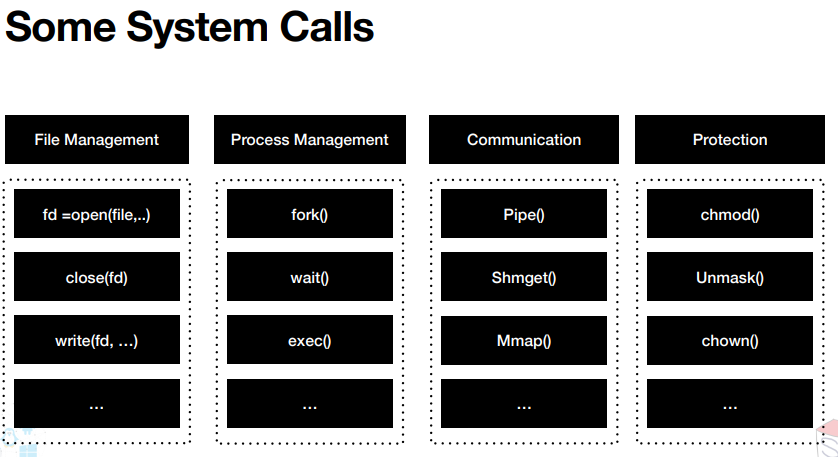 Some System Calls
File Management
fd =open(file,..)
close(fd)
write(fd, …)
…
Process Management
fork()
wait()
exec()
…
Communication
Pipe()
Shmget()
Mmap()
…
Protection
chmod()
Unmask()
chown()
…